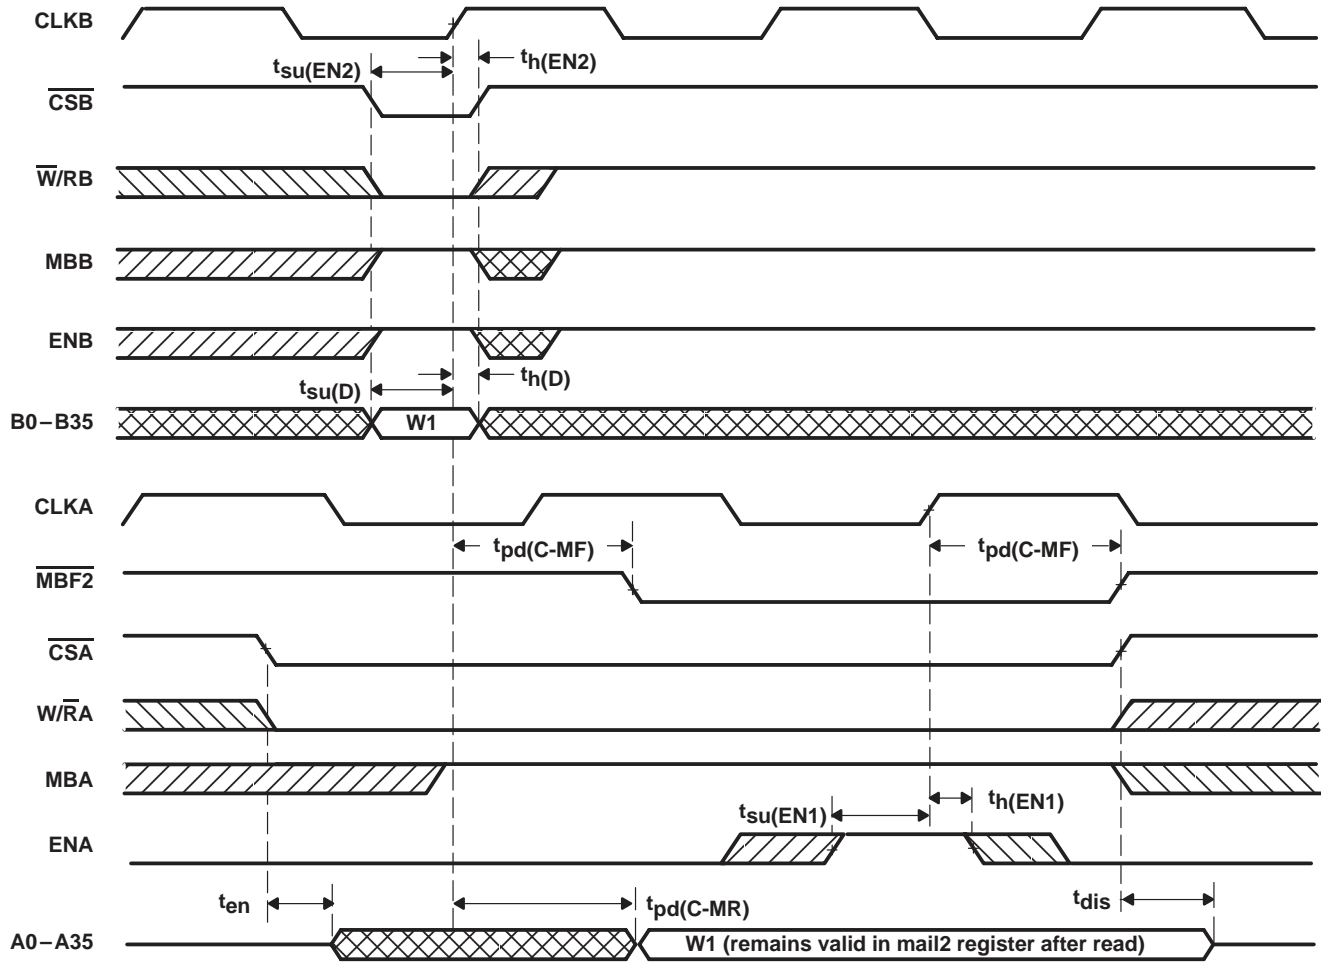 CLKB
tsu(EN2)
th(EN2)
CSB
W/RB
MBB
ENB
tsu(D)
th(D)
B0–B35
W1
CLKA
tpd(C-MF)
tpd(C-MF)
MBF2
CSA
W/RA
MBA
tsu(EN1)
th(EN1)
ENA
ten
tpd(C-MR)
tdis
A0–A35
W1 (remains valid in mail2 register after read)